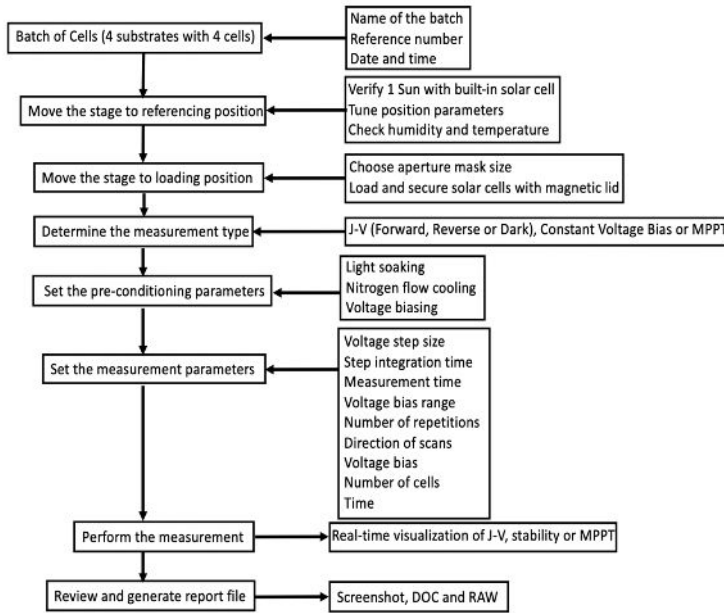 Batch of Cells (4 substrates with 4 cells)
Name of the batch
Reference number
Date and time
Move the stage to referencing position
Verify 1 Sun with built-in solar cell
Tune position parameters
Check humidity and temperature
Move the stage to loading position
Choose aperture mask size
Load and secure solar cells with magnetic lid
Determine the measurement type
J-V (Forward, Reverse or Dark), Constant Voltage Bias or MPPT
Set the pre-conditioning parameters
Light soaking
Nitrogen flow cooling
Voltage biasing
Set the measurement parameters
Voltage step size
Step integration time
Measurement time
Voltage bias range
Number of repetitions
Direction of scans
Voltage bias
Number of cells
Time
Perform the measurement
Real-time visualization of J-V, stability or MPPT
Review and generate report file
Screenshot, DOC and RAW